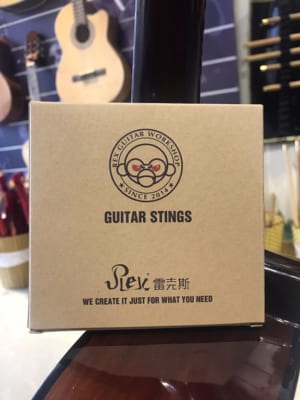 REX GUITAR WORKSHOP
★ SINCE 2014 ★
GUITAR STINGS
Rex 雷克斯
WE CREATE IT JUST FOR WHAT YOU NEED